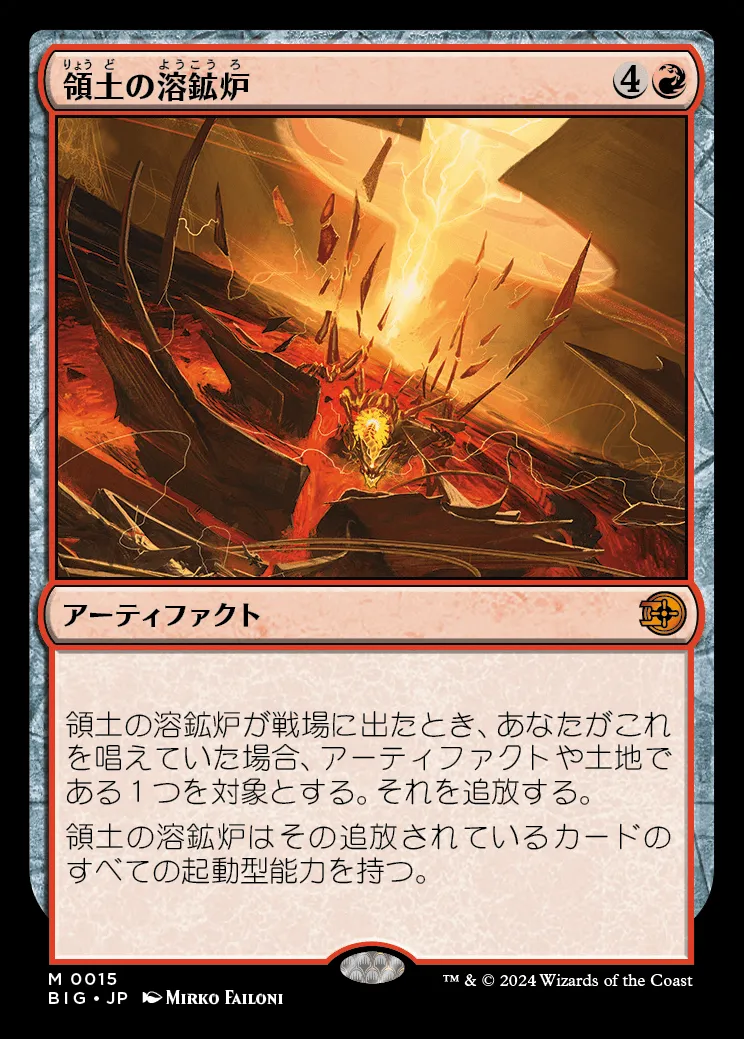 りょうど ようこうろ
領土の溶鉱炉 4
アーティファクト
領土の溶鉱炉が戦場に出たとき、あなたがこれ
を唱えていた場合、アーティファクトや土地で
ある1つを対象とする。それを追放する。
領土の溶鉱炉はその追放されているカードの
すべての起動型能力を持つ。
M 0015
BIG • JP Mirko Failoni
™ & © 2024 Wizards of the Coast